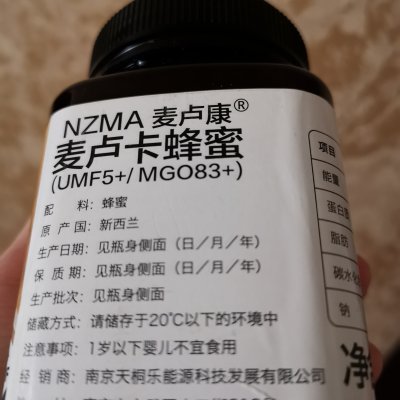 NZMA 麦卢康®
麦卢卡蜂蜜
(UMF5+/ MGO83+)
配 料：蜂蜜
原 产 国：新西兰
生产日期：见瓶身侧面（日／月／年）
保 质 期：见瓶身侧面（日／月／年）
生产批次：见瓶身侧面
储藏方式：请储存于20℃以下的环境中
注意事项：1岁以下婴儿不宜食用
经 销 商：南京天桐乐能源科技发展有限公司
项目
能量
蛋白
脂肪
碳水
钠
净